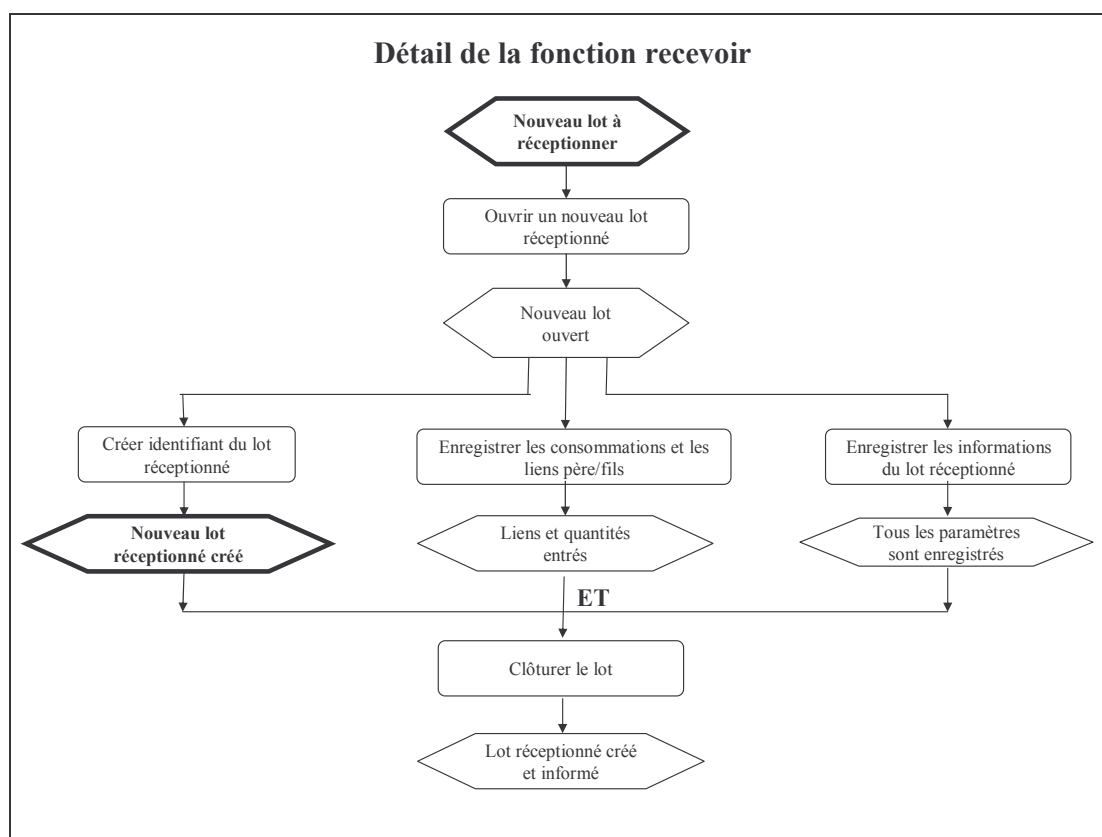 Détail de la fonction recevoir
Nouveau lot à
réceptionner
Ouvrir un nouveau lot
réceptionné
Nouveau lot
ouvert
Créer identifiant du lot
réceptionné
Enregistrer les consommations et les
liens père/fils
Enregistrer les informations
du lot réceptionné
Nouveau lot
réceptionné créé
Liens et quantités
entrés
Tous les paramètres
sont enregistrés
ET
Clôturer le lot
Lot réceptionné créé
et informé